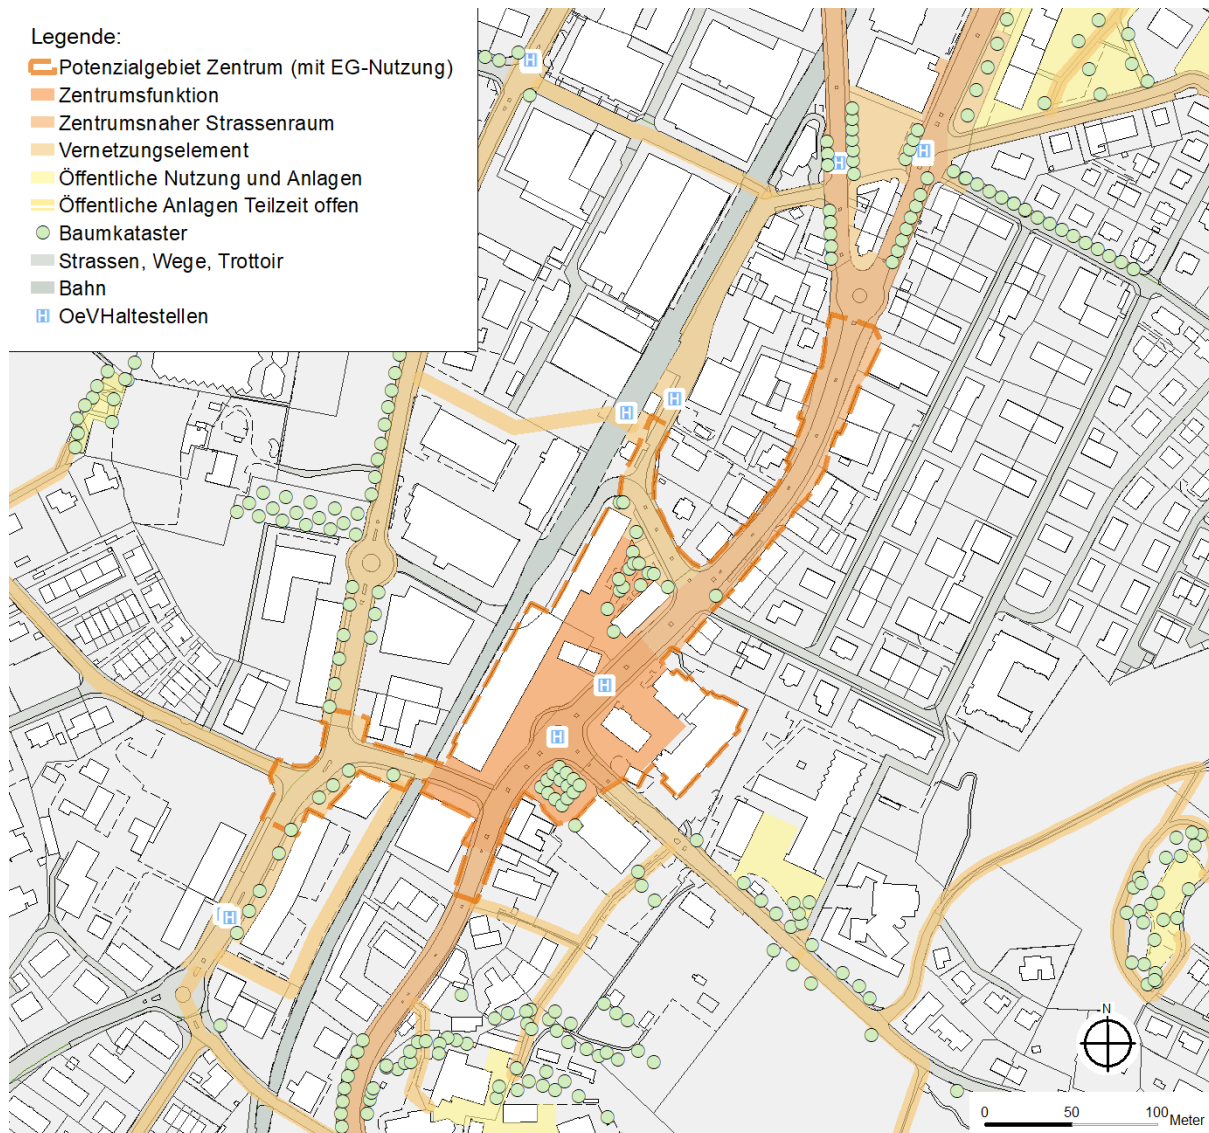 Legende:
Potenzialgebiet Zentrum (mit EG-Nutzung)
Zentrumsfunktion
Zentrumsnaher Strassenraum
Vernetzungselement
Öffentliche Nutzung und Anlagen
Öffentliche Anlagen Teilzeit offen
Baumkataster
Strassen, Wege, Trottoir
Bahn
H OeVHaltestellen
H
H
H
H
H
H
H
H
N
0 50 100 Meter